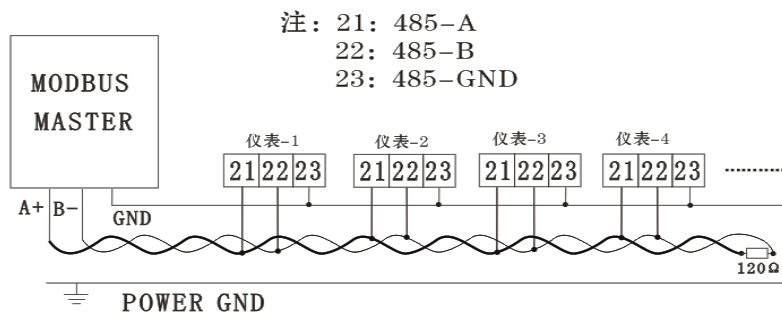 注: 21: 485-A
22: 485-B
23: 485-GND
MODBUS
MASTER
仪表-1
仪表-2
仪表-3
仪表-4
21 22 23
21 22 23
21 22 23
21 22 23
A+ B-
GND
120Ω
POWER GND